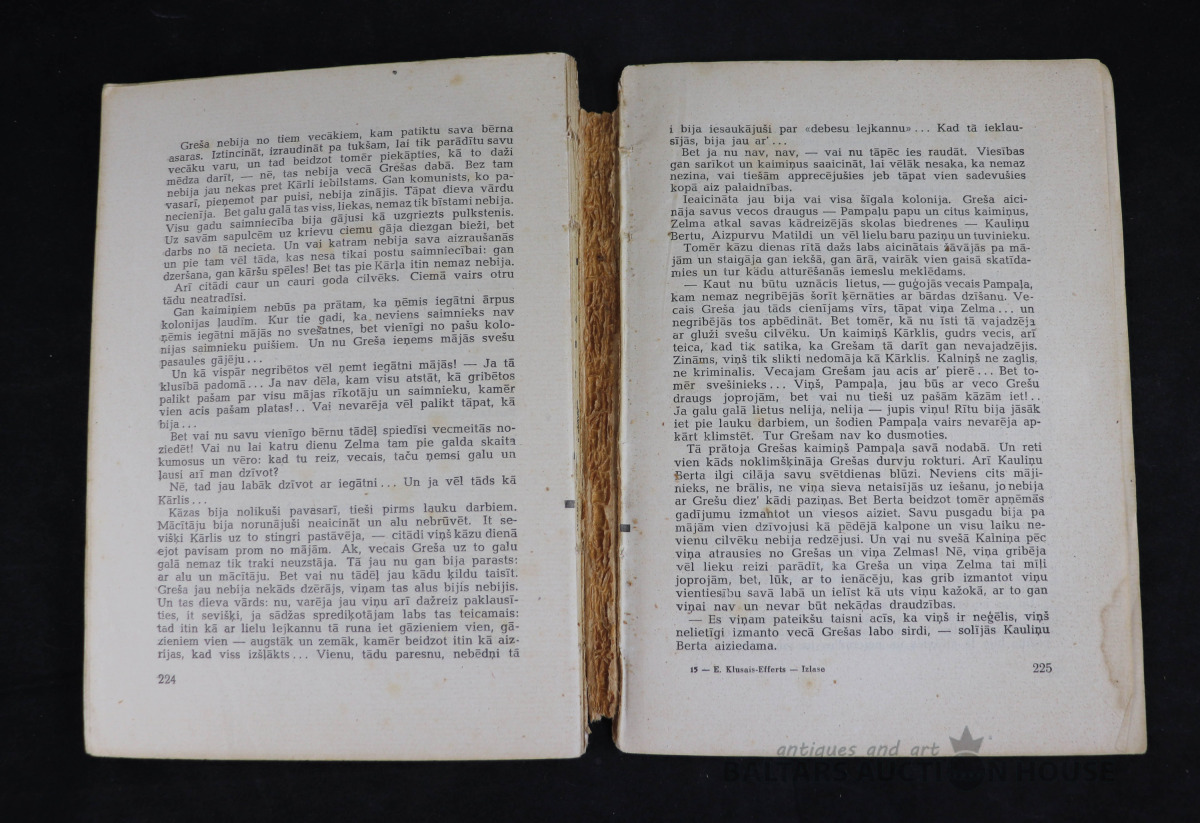 Greša nebija no tiem vecākiem, kam patiktu sava bērna
asaras. Iztincināt, izraudināt pa tukšam, lai tik parādītu savu
vecāku varu, un tad beidzot tomēr piekāpties, kā to daži
mēdza darīt, — nē, tas nebija vecā Grešas dabā. Bez tam
nebija jau nekas pret Kārli iebilstams. Gan komunists, ko pa-
vasarī, pieņemot par puisi, nebija zinājis. Tāpat dieva vārdu
necienīja. Bet galu galā tas viss, liekas, nemaz tik bīstami nebija.
Visu gadu saimniecība bija gājusi kā uzgriezts pulkstenis.
Uz savām sapulcēm uz krievu ciemu gāja diezgan bieži, bet
darbs no tā necieta. Un vai katram nebija sava aizraušanās
un pie tam vēl tāda, kas nesa tikai postu saimniecībai: gan
dzeršana, gan kāršu spēles! Bet tas pie Kārļa itin nemaz nebija.
Arī citādi caur un cauri goda cilvēks. Ciemā vairs otru
tādu neatradīsi.
Gan kaimiņiem nebūs pa prātam, ka ņēmis iegātni ārpus
kolonijas ļaudīm. Kur tie gadi, ka neviens saimnieks nav
ņēmis iegātni mājās no svešatnes, bet vienīgi no pašu kolo-
nijas saimnieku puišiem. Un nu Greša ieņems mājās svešu
pasaules gājēju...
Un kā vispār negribētos vēl ņemt iegātni mājās! — Ja tā
klusībā padomā... Ja nav dēla, kam visu atstāt, kā gribētos
palikt pašam par visu mājas rīkotāju un saimnieku, kamēr
vien acis pašam platas!.. Vai nevarēja vēl palikt tāpat, kā
bija...
Bet vai nu savu vienīgo bērnu tādēļ spiedīsi vecmeitās no-
ziedēt! Vai nu lai katru dienu Zelma tam pie galda skaita
kumosus un vēro: kad tu reiz, vecais, taču ņemsi galu un
ļausi arī man dzīvot?
Nē, tad jau labāk dzīvot ar iegātni... Un ja vēl tāds kā
Kārlis...
Kāzas bija nolikuši pavasarī, tieši pirms lauku darbiem.
Mācītāju bija norunājuši neaicināt un alu nebrūvēt. It se-
višķi Kārlis uz to stingri pastāvēja, — citādi viņš kāzu dienā
ejot pavisam prom no mājām. Ak, vecais Greša uz to galu
galā nemaz tik traki neuzstāja. Tā jau nu gan bija parasts:
ar alu un mācītāju. Bet vai nu tādēļ jau kādu ķildu taisīt.
Greša jau nebija nekāds dzērājs, viņam tas alus bijis nebijis.
Un tas dieva vārds: nu, varēja jau viņu arī dažreiz paklausī-
ties, it sevišķi, ja sādžas sprediķotājam labs tas teicamais:
tad itin kā ar lielu lejkannu tā runa iet gāzieniem vien, gā-
zieniem vien — augstāk un zemāk, kamēr beidzot itin kā aiz-
rijas, kad viss izšļākts... Vienu, tādu paresnu, nebēdņi tā
224
i bija iesaukājuši par «debesu lejkannu»... Kad tā ieklau-
sījās, bija jau ar'...
Bet ja nu nav, nav, — vai nu tāpēc ies raudāt. Viesības
gan sarīkot un kaimiņus saaicināt, lai vēlāk nesaka, ka nemaz
nezina, vai tiešām apprecējušies jeb tāpat vien sadevušies
kopā aiz palaidnības.
Ieaicināta jau bija vai visa šīgala kolonija. Greša aici-
nāja savus vecos draugus — Pampaļu papu un citus kaimiņus,
Zelma atkal savas kādreizējās skolas biedrenes — Kauliņu
Bertu, Aizpurvu Matildi un vēl lielu baru paziņu un tuvinieku.
Tomēr kāzu dienas rītā dažs labs aicinātais žāvājās pa mā-
jām un staigāja gan iekšā, gan ārā, vairāk vien gaisā skatīda-
mies un tur kādu atturēšanās iemeslu meklēdams.
— Kaut nu būtu uznācis lietus, — guģojās vecais Pampaļa,
kam nemaz negribējās šorīt ķērnāties ar bārdas dzīšanu. Ve-
cais Greša jau tāds cienījams vīrs, tāpat viņa Zelma... un
negribējās tos apbēdināt. Bet tomēr, kā nu īsti tā vajadzēja
ar gluži svešu cilvēku. Un kaimiņš Kārklis, gudrs vecis, arī
teica, kad tik satika, ka Grešam tā darīt gan nevajadzējis.
Zināms, viņš tik slikti nedomāja kā Kārklis. Kalniņš ne zaglis,
ne kriminalis. Vecajam Grešam jau acis ar' pierē... Bet to-
mēr svešinieks... Viņš, Pampaļa, jau būs ar veco Grešu
draugs joprojām, bet vai nu tieši uz pašām kāzām iet!..
Ja galu galā lietus nelija, nelija — jupis viņu! Rītu bija jāsāk
iet pie lauku darbiem, un šodien Pampaļa vairs nevarēja ap-
kārt klimstēt. Tur Grešam nav ko dusmoties.
Tā prātoja Grešas kaimiņš Pampaļa savā nodabā. Un reti
vien kāds noklimšķināja Grešas durvju rokturi. Arī Kauliņu
Berta ilgi cilāja savu svētdienas blūzi. Neviens cits māji-
nieks, ne brālis, ne viņa sieva netaisījās uz iešanu, jo nebija
ar Grešu diez' kādi paziņas. Bet Berta beidzot tomēr apņēmās
gadījumu izmantot un viesos aiziet. Savu pusgadu bija pa
mājām vien dzīvojusi kā pēdējā kalpone un visu laiku ne-
vienu cilvēku nebija redzējusi. Un vai nu svešā Kalniņa pēc
viņa atrausies no Grešas un viņa Zelmas! Nē, viņa gribēja
vēl lieku reizi parādīt, ka Greša un viņa Zelma tai mīļi
joprojām, bet, lūk, ar to ienācēju, kas grib izmantot viņu
vientiesību savā labā un ielīst kā uts viņu kažokā, ar to gan
viņai nav un nevar būt nekādas draudzības.
— Es viņam pateikšu taisni acīs, ka viņš ir neģēlis, viņš
nelietīgi izmanto vecā Grešas labo sirdi, — solījās Kauliņu
Berta aiziedama.
15 — E. Klusais-Efferts — Izlase
225
antiques and art
BALTARS AUCTION HOUSE